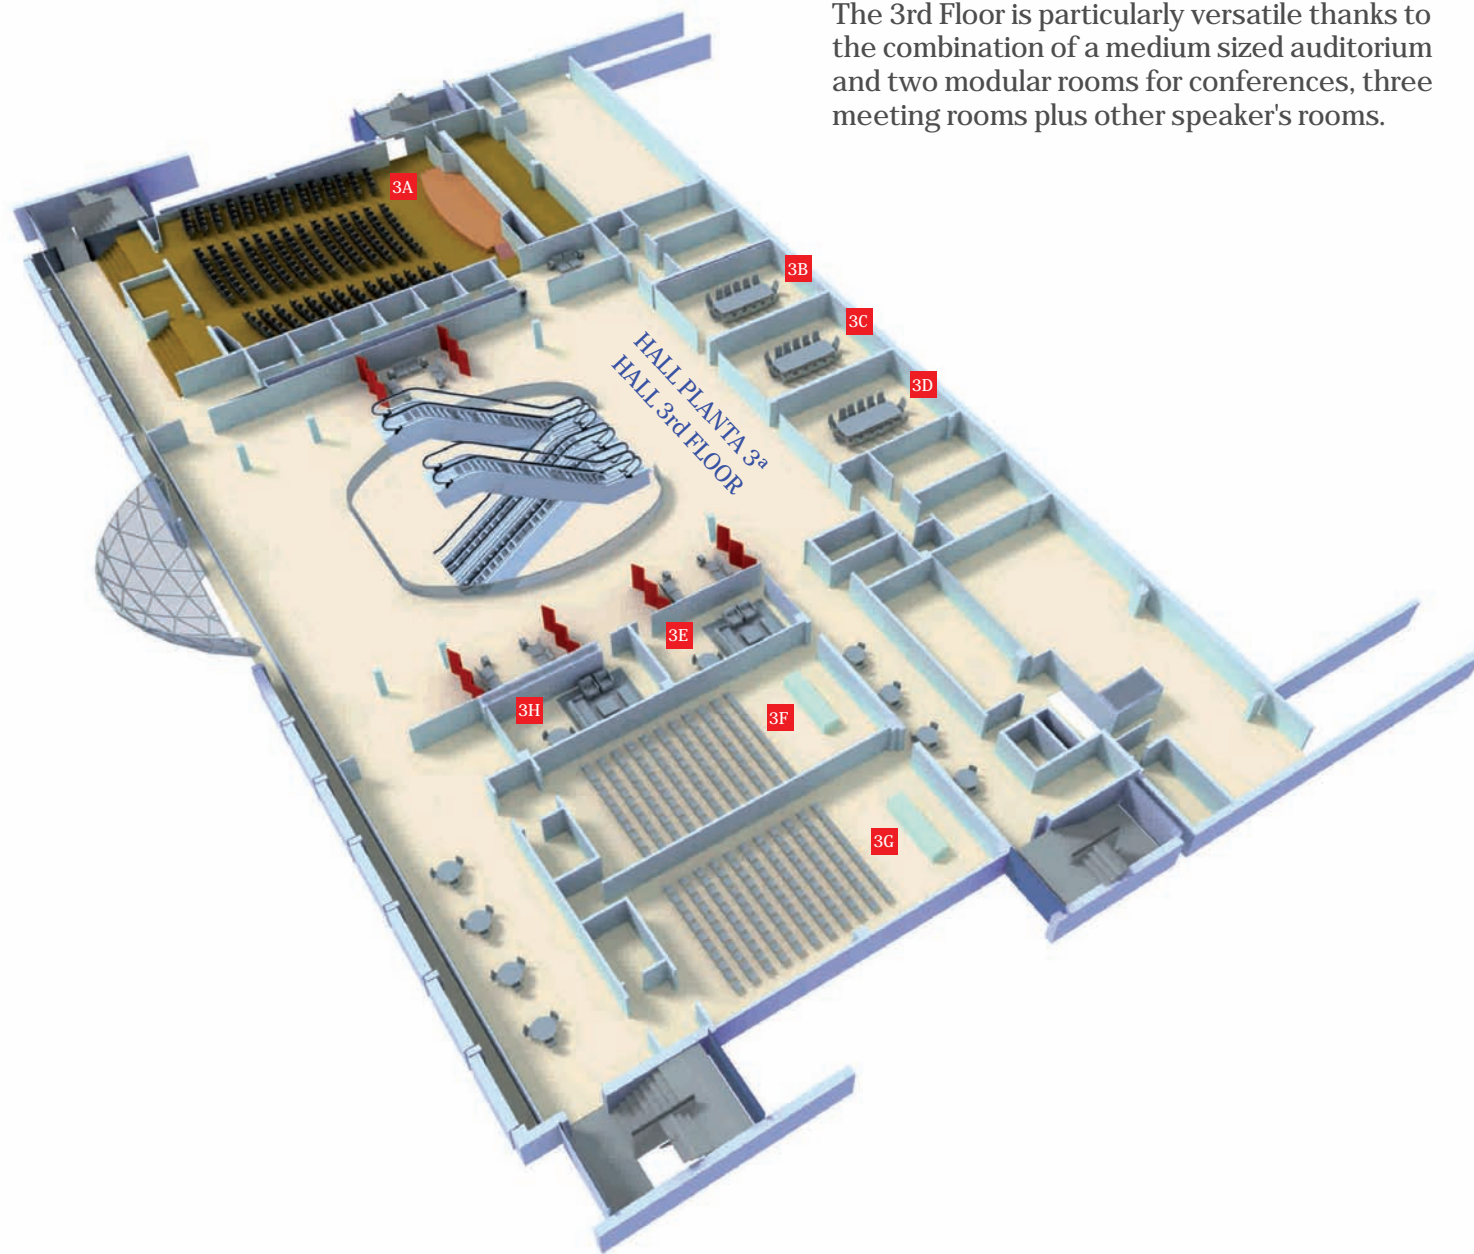 The 3rd Floor is particularly versatile thanks to
the combination of a medium sized auditorium
and two modular rooms for conferences, three
meeting rooms plus other speaker's rooms.
3A
3B
3C
3D
HALL PLANTA 3ª
HALL 3rd FLOOR
3E
3H
3F
3G